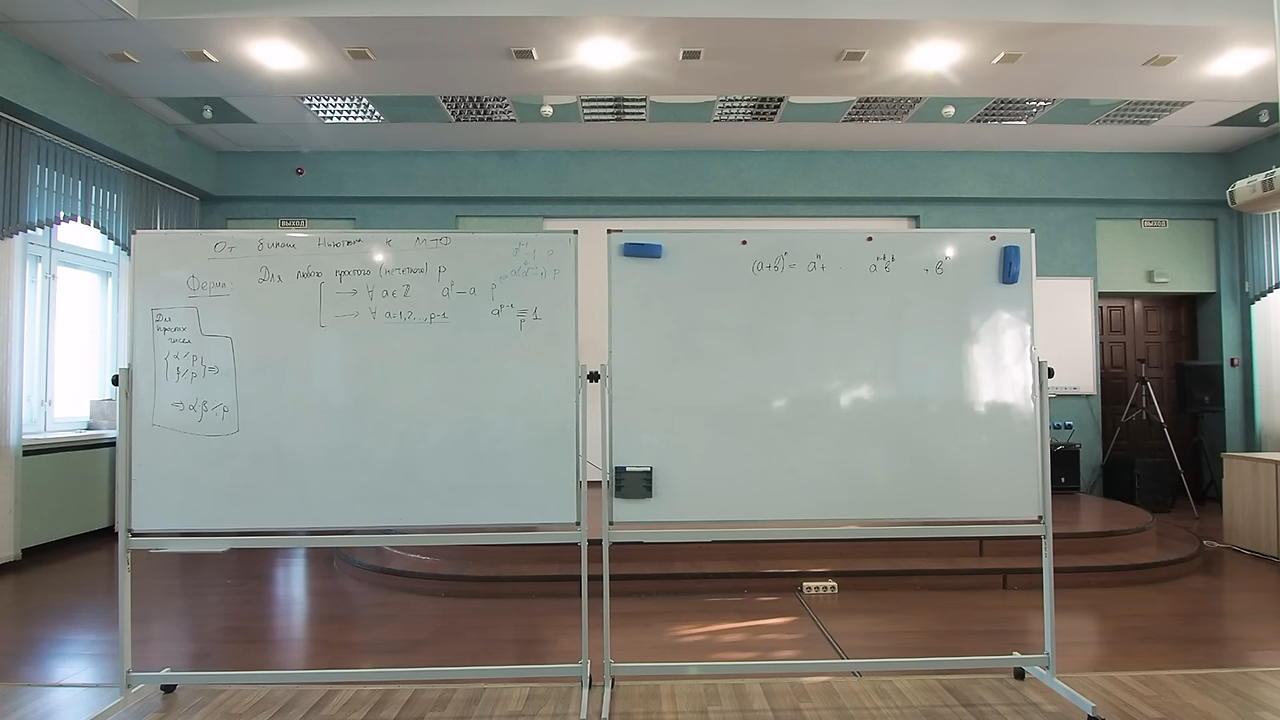 ВЫХОД
ВЫХОД
От бинома Ньютона к МТФ
Для любого простого (нечетного) p
Ферма:
→ ∀ a ∈ ℤ a^p − a p
→ ∀ a=1,2,...,p-1 a^{p-1} ≡_p 1
Для
простых
чисел
⇒ αβ p
(a+b)^n = a^n + . + b^n